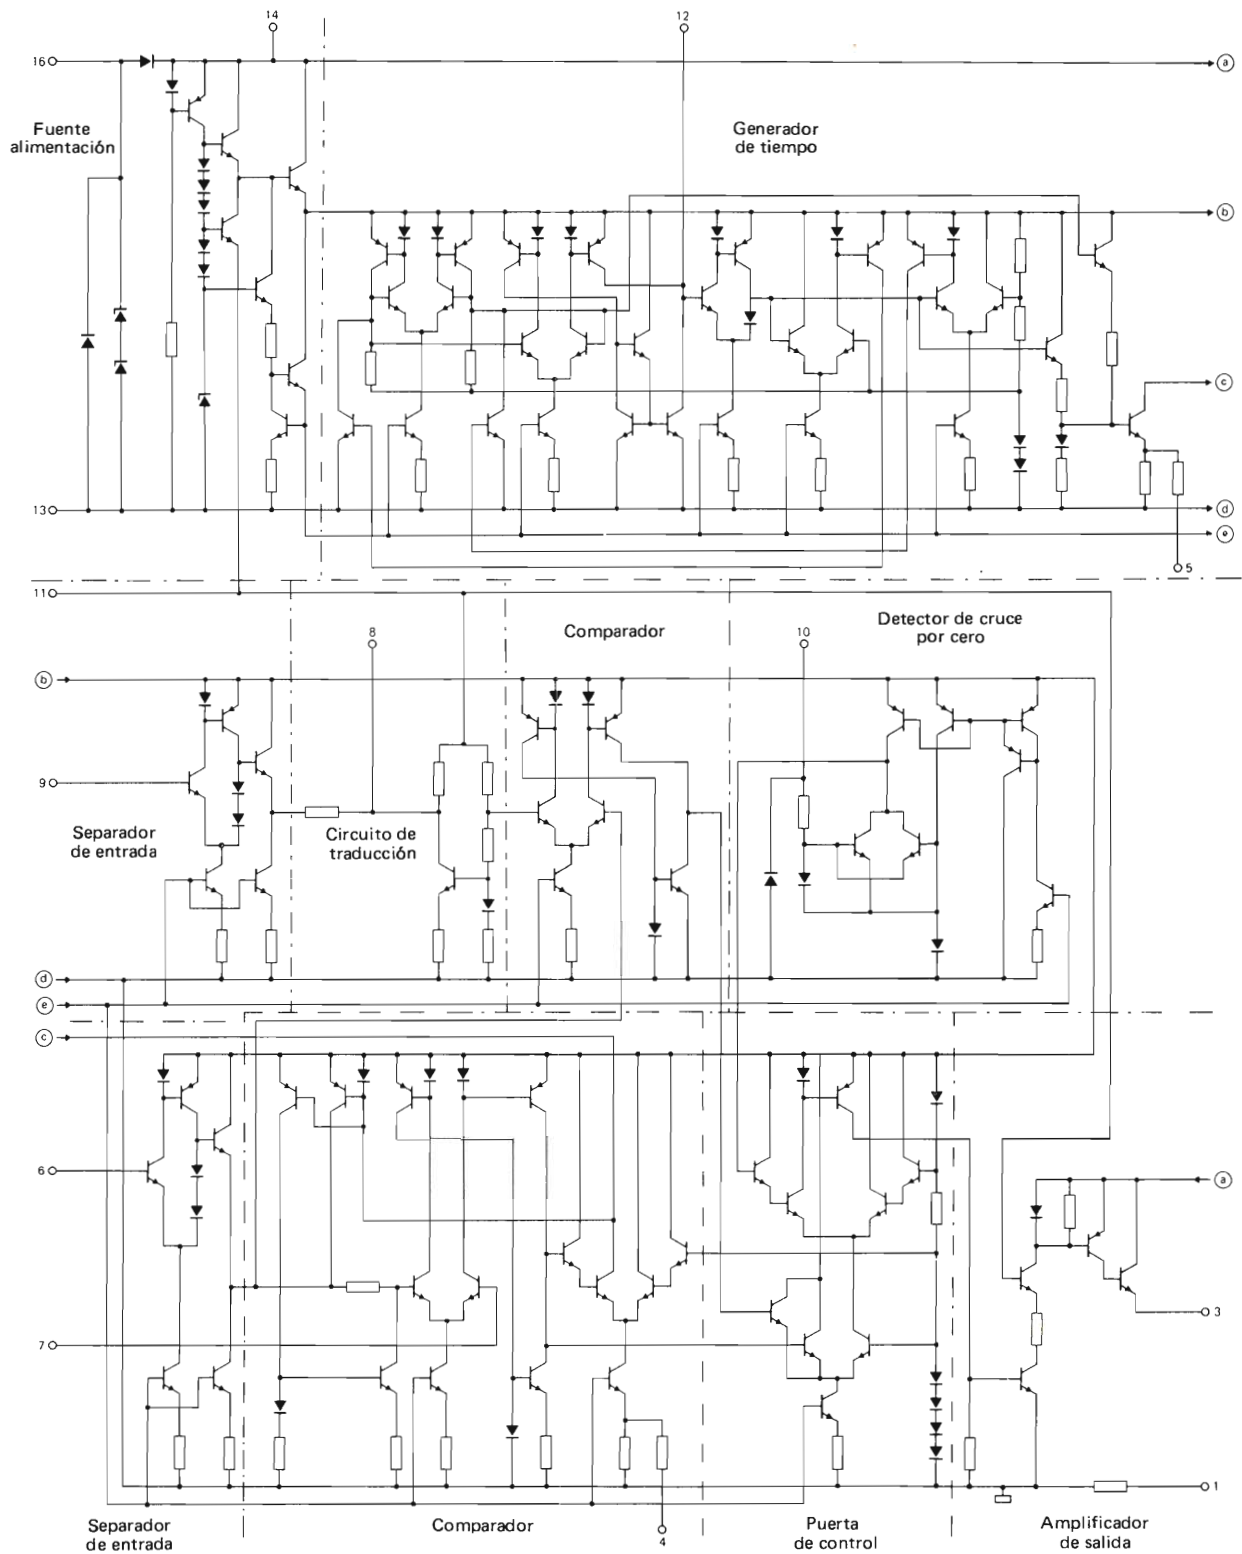 14
12
16
a
Fuente
alimentación
Generador
de tiempo
b
c
13
d
e
5
11
8
Comparador
10
Detector de cruce
por cero
b
9
Separador
de entrada
Circuito de
traducción
d
e
c
6
a
3
7
1
4
Separador
de entrada
Comparador
Puerta
de control
Amplificador
de salida